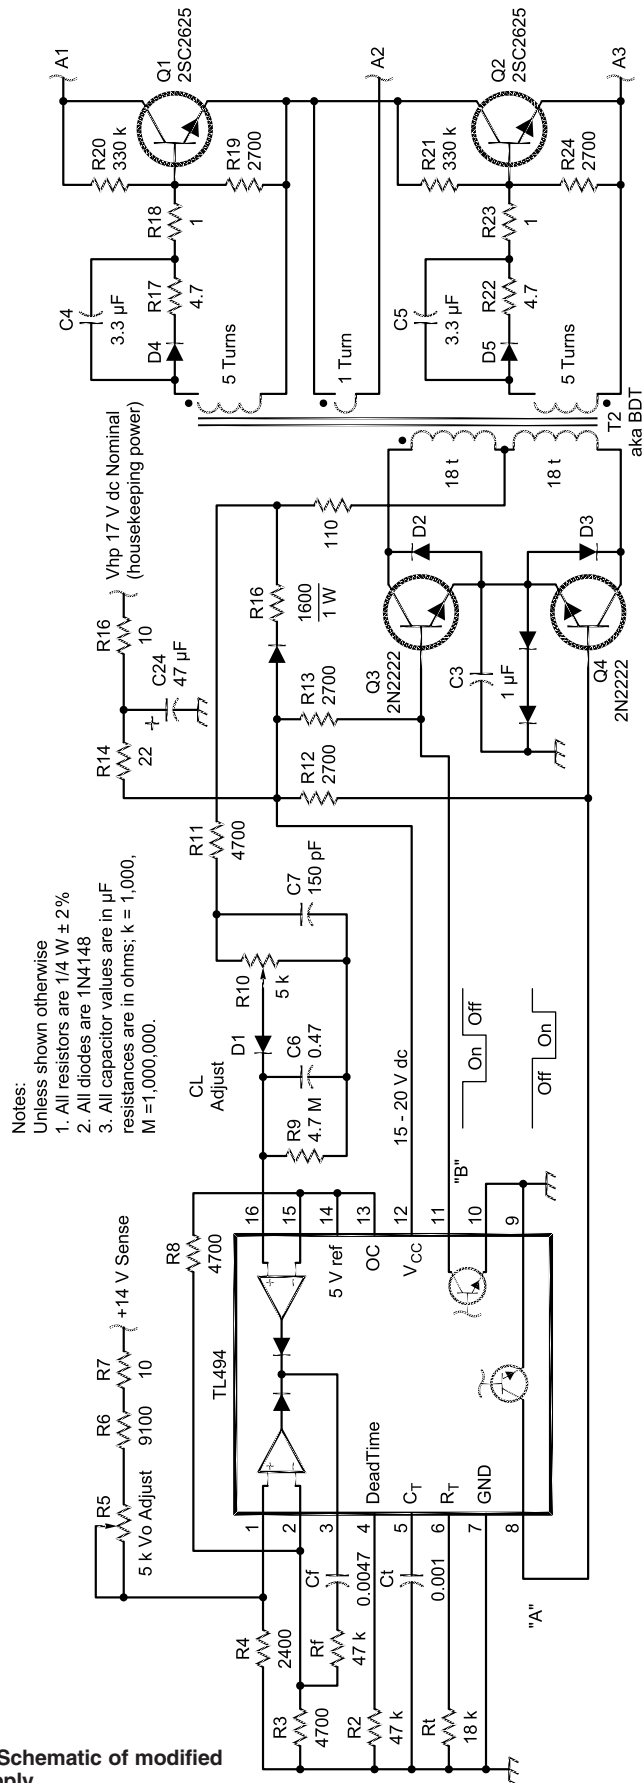 Notes:
Unless shown otherwise
1. All resistors are 1/4 W ± 2%
2. All diodes are 1N4148
3. All capacitor values are in µF
resistances are in ohms; k = 1,000,
M =1,000,000.
+14 V Sense
R7
10
R6
9100
R5
5 k Vo Adjust
R8
4700
R4
2400
R3
4700
Rf
47 k
Cf
0.0047
R2
47 k
Ct
0.001
Rt
18 k
TL494
1
2
3
4
5
6
7
8
DeadTime
CT
RT
GND
5 V ref
OC
VCC
16
15
14
13
12
11
10
9
"A"
"B"
15 - 20 V dc
On
Off
Off
On
CL
Adjust
D1
R9
4.7 M
C6
0.47
R10
5 k
C7
150 pF
R11
4700
R14
22
C24
47 µF
+
R16
10
Vhp 17 V dc Nominal
(housekeeping power)
R12
2700
R13
2700
R16
1600
1 W
110
Q3
2N2222
C3
1 µF
Q4
2N2222
D2
D3
18 t
18 t
T2
aka BDT
5 Turns
1 Turn
5 Turns
D4
C4
3.3 µF
R17
4.7
R18
1
R20
330 k
R19
2700
Q1
2SC2625
A1
A2
D5
C5
3.3 µF
R22
4.7
R23
1
R21
330 k
R24
2700
Q2
2SC2625
A3
Schematic of modified